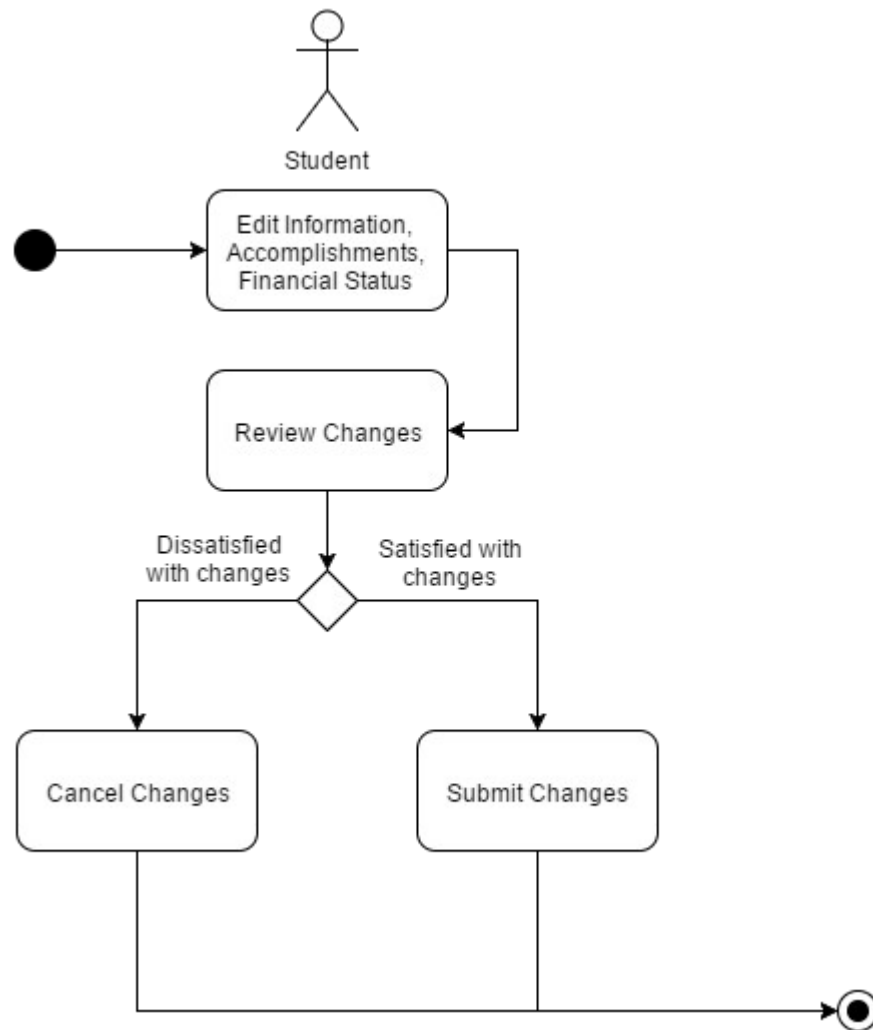 Student
Edit Information,
Accomplishments,
Financial Status
Review Changes
Dissatisfied
with changes
Satisfied with
changes
Cancel Changes
Submit Changes